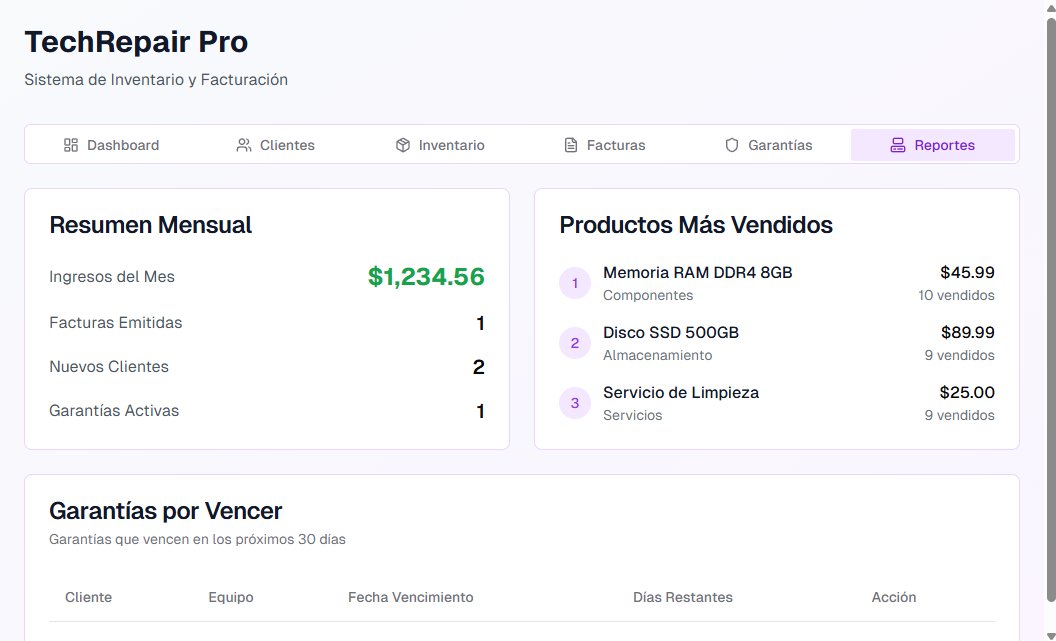 TechRepair Pro
Sistema de Inventario y Facturación
Dashboard Clientes Inventario Facturas Garantías Reportes
Resumen Mensual
Ingresos del Mes $1,234.56
Facturas Emitidas 1
Nuevos Clientes 2
Garantías Activas 1
Productos Más Vendidos
1 Memoria RAM DDR4 8GB $45.99
Componentes 10 vendidos
2 Disco SSD 500GB $89.99
Almacenamiento 9 vendidos
3 Servicio de Limpieza $25.00
Servicios 9 vendidos
Garantías por Vencer
Garantías que vencen en los próximos 30 días
Cliente Equipo Fecha Vencimiento Días Restantes Acción